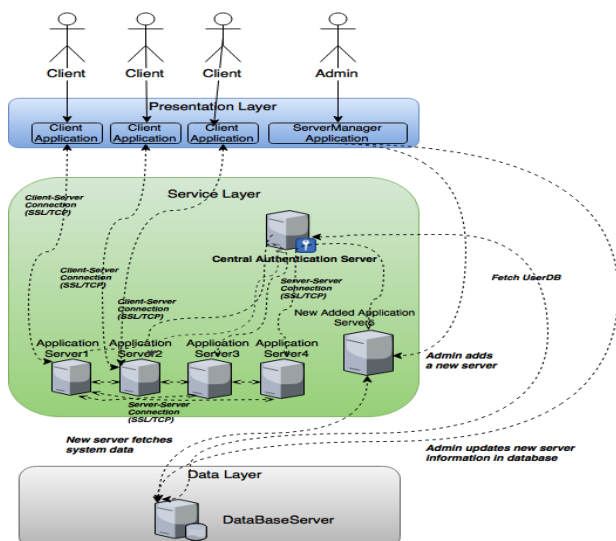 Client
Client
Client
Admin
Presentation Layer
Client
Application
Client
Application
Client
Application
ServerManager
Application
Service Layer
Client-Server
Connection
(SSL/TCP)
Central Authentication Server
Client-Server
Connection
(SSL/TCP)
Server-Server
Connection
(SSL/TCP)
Fetch UserDB
Client-Server
Connection
(SSL/TCP)
New Added Application
Server5
Application
Server1
Application
Server2
Application
Server3
Application
Server4
Admin adds
a new server
Server-Server
Connection
(SSL/TCP)
New server fetches
system data
Admin updates new server
information in database
Data Layer
DataBaseServer